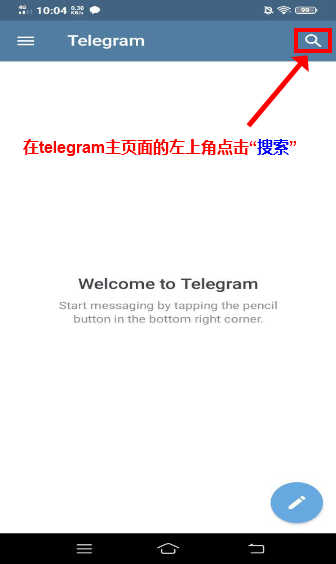 4G 10:04 0.30 KB/s 99
Telegram
在telegram主页面的左上角点击“搜索”
Welcome to Telegram
Start messaging by tapping the pencil
button in the bottom right corner.